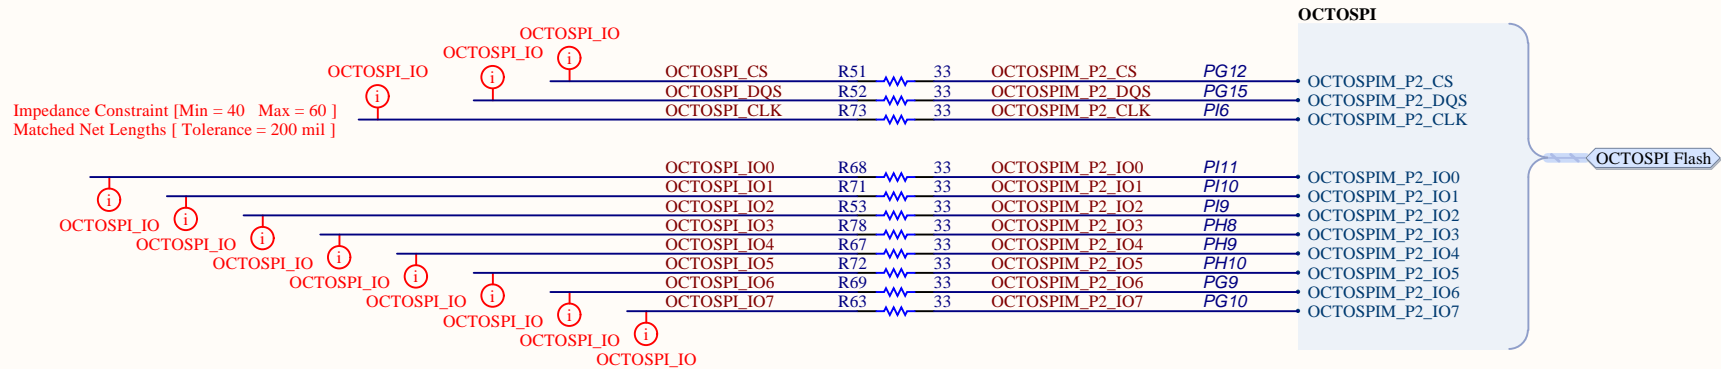 OCTOSPI
OCTOSPI_IO
OCTOSPI_IO
OCTOSPI_IO
OCTOSPI_CS R51 33 OCTOSPIM_P2_CS PG12 OCTOSPIM_P2_CS
OCTOSPI_DQS R52 33 OCTOSPIM_P2_DQS PG15 OCTOSPIM_P2_DQS
OCTOSPI_CLK R73 33 OCTOSPIM_P2_CLK PI6 OCTOSPIM_P2_CLK
Impedance Constraint [Min = 40 Max = 60 ]
Matched Net Lengths [ Tolerance = 200 mil ]
OCTOSPI Flash
OCTOSPI_IO0 R68 33 OCTOSPIM_P2_IO0 PI11 OCTOSPIM_P2_IO0
OCTOSPI_IO1 R71 33 OCTOSPIM_P2_IO1 PI10 OCTOSPIM_P2_IO1
OCTOSPI_IO2 R53 33 OCTOSPIM_P2_IO2 PI9 OCTOSPIM_P2_IO2
OCTOSPI_IO3 R78 33 OCTOSPIM_P2_IO3 PH8 OCTOSPIM_P2_IO3
OCTOSPI_IO4 R67 33 OCTOSPIM_P2_IO4 PH9 OCTOSPIM_P2_IO4
OCTOSPI_IO5 R72 33 OCTOSPIM_P2_IO5 PH10 OCTOSPIM_P2_IO5
OCTOSPI_IO6 R69 33 OCTOSPIM_P2_IO6 PG9 OCTOSPIM_P2_IO6
OCTOSPI_IO7 R63 33 OCTOSPIM_P2_IO7 PG10 OCTOSPIM_P2_IO7
OCTOSPI_IO
OCTOSPI_IO
OCTOSPI_IO
OCTOSPI_IO
OCTOSPI_IO
OCTOSPI_IO
OCTOSPI_IO
OCTOSPI_IO
i
i
i
i
i
i
i
i
i
i
i